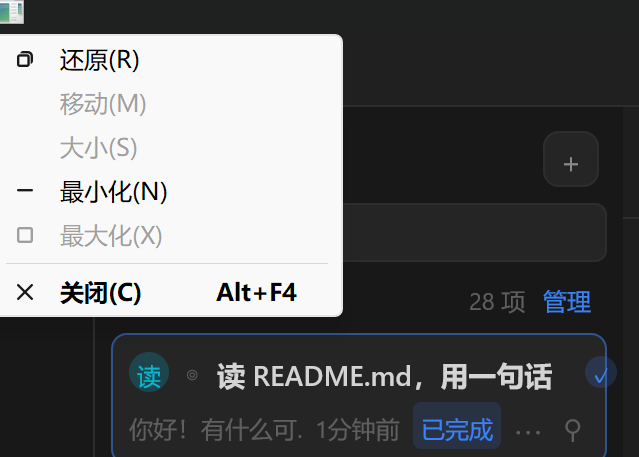 还原(R)
移动(M)
大小(S)
最小化(N)
最大化(X)
关闭(C) Alt+F4
28 项 管理
读 读 README.md，用一句话
你好！有什么可. 1分钟前 已完成 ...